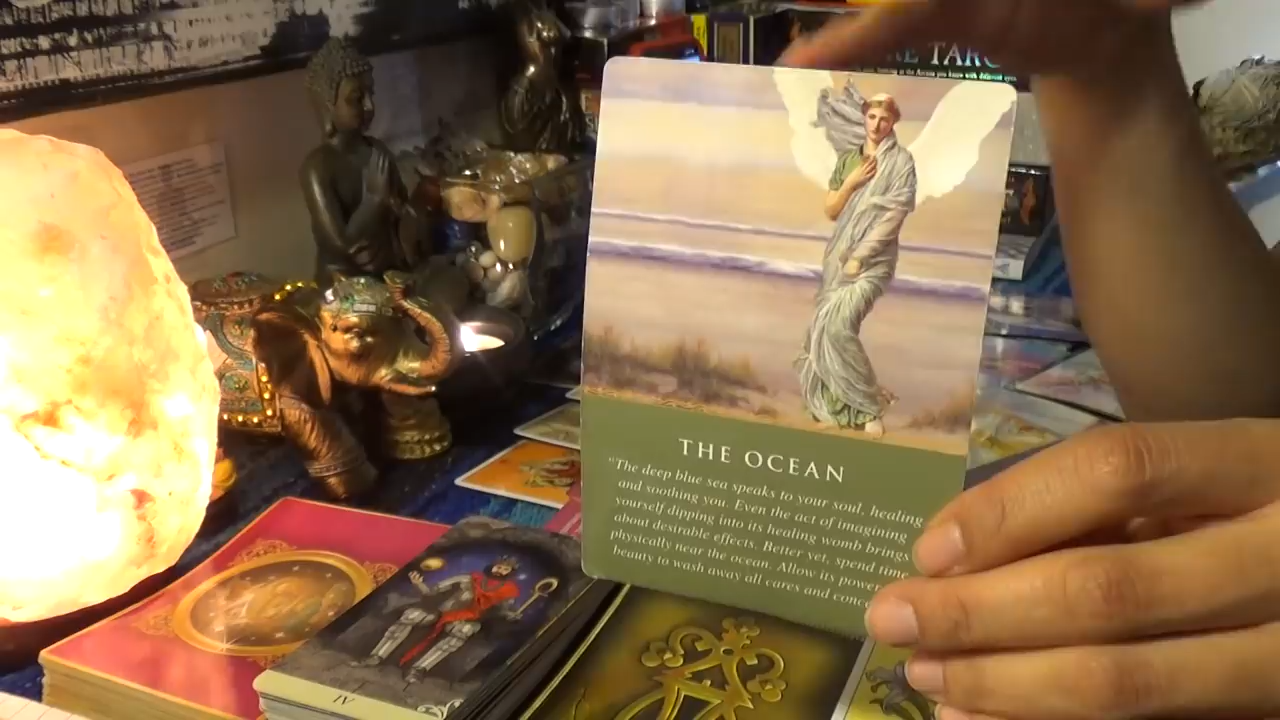 THE OCEAN
"The deep blue sea speaks to your soul, healing
and soothing you. Even the act of imagining
yourself dipping into its healing womb brings
about desirable effects. Better yet, spend time
physically near the ocean. Allow its power
beauty to wash away all cares and conce
IV